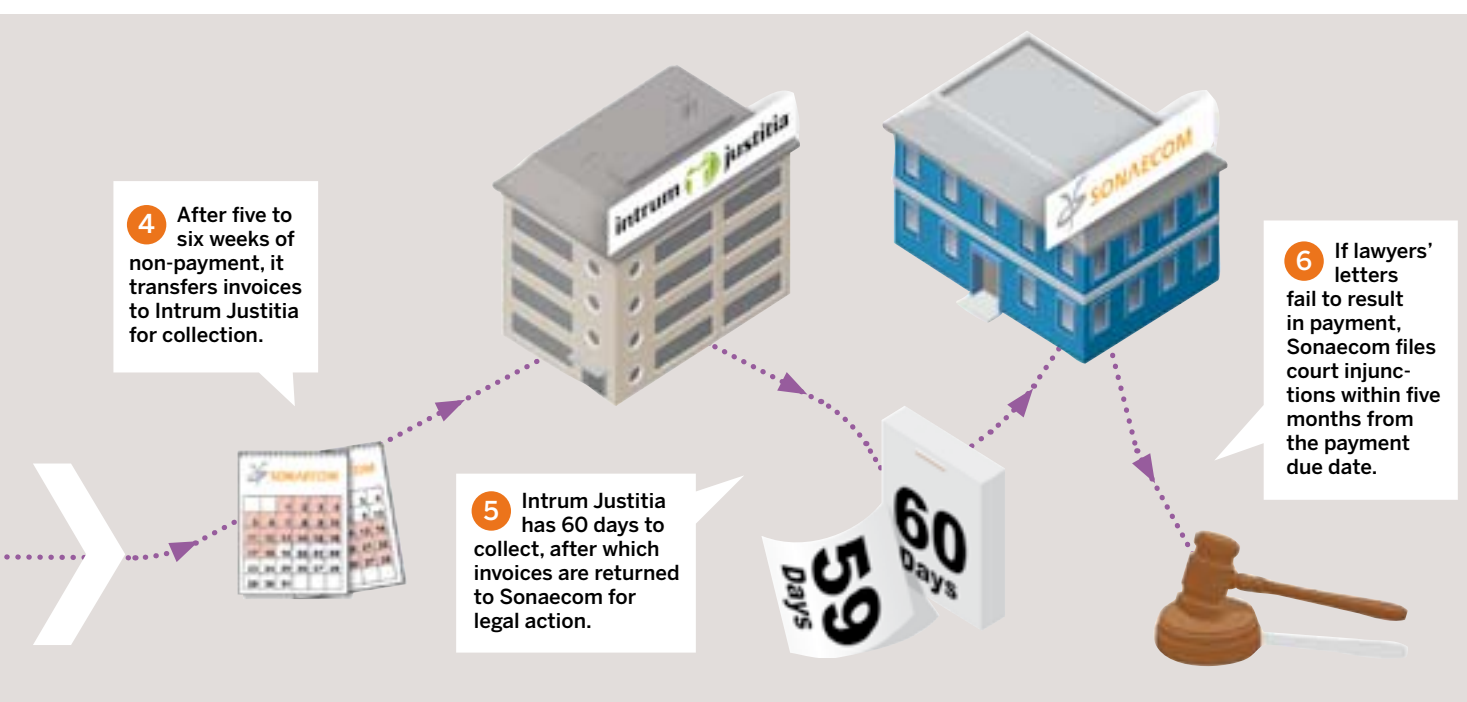 intrum justitia
SONAECOM
4 After five to
six weeks of
non-payment, it
transfers invoices
to Intrum Justitia
for collection.
SONAECOM
5 Intrum Justitia
has 60 days to
collect, after which
invoices are returned
to Sonaecom for
legal action.
60
Days
59
Days
6 If lawyers’
letters
fail to result
in payment,
Sonaecom files
court injunc-
tions within five
months from
the payment
due date.